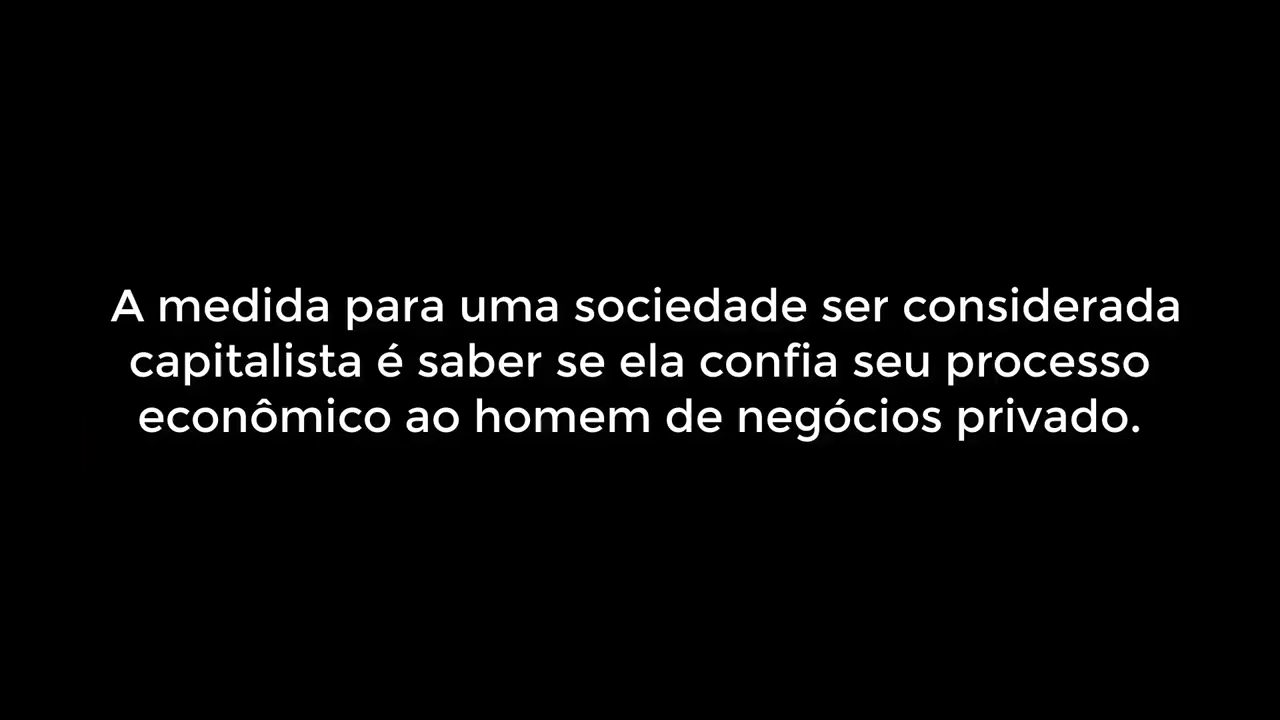 A medida para uma sociedade ser considerada
capitalista é saber se ela confia seu processo
econômico ao homem de negócios privado.